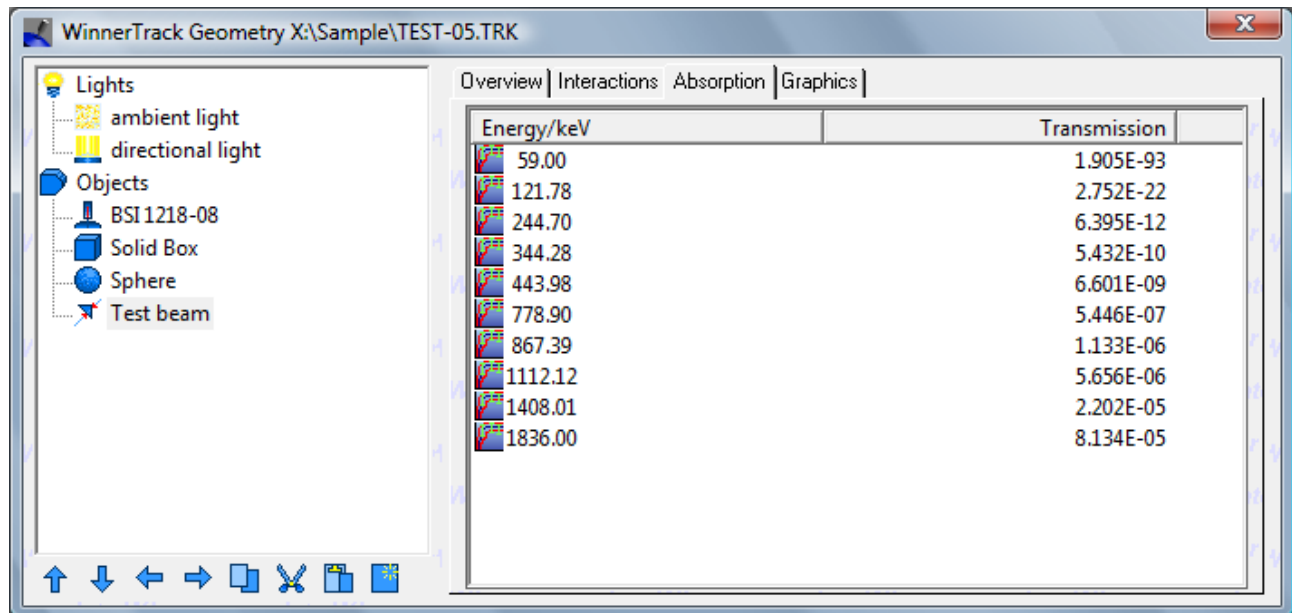 WinnerTrack Geometry X:\Sample\TEST-05.TRK
Lights
ambient light
directional light
Objects
BSI 1218-08
Solid Box
Sphere
Test beam
Overview Interactions Absorption Graphics
Energy/keV Transmission
59.00 1.905E-93
121.78 2.752E-22
244.70 6.395E-12
344.28 5.432E-10
443.98 6.601E-09
778.90 5.446E-07
867.39 1.133E-06
1112.12 5.656E-06
1408.01 2.202E-05
1836.00 8.134E-05